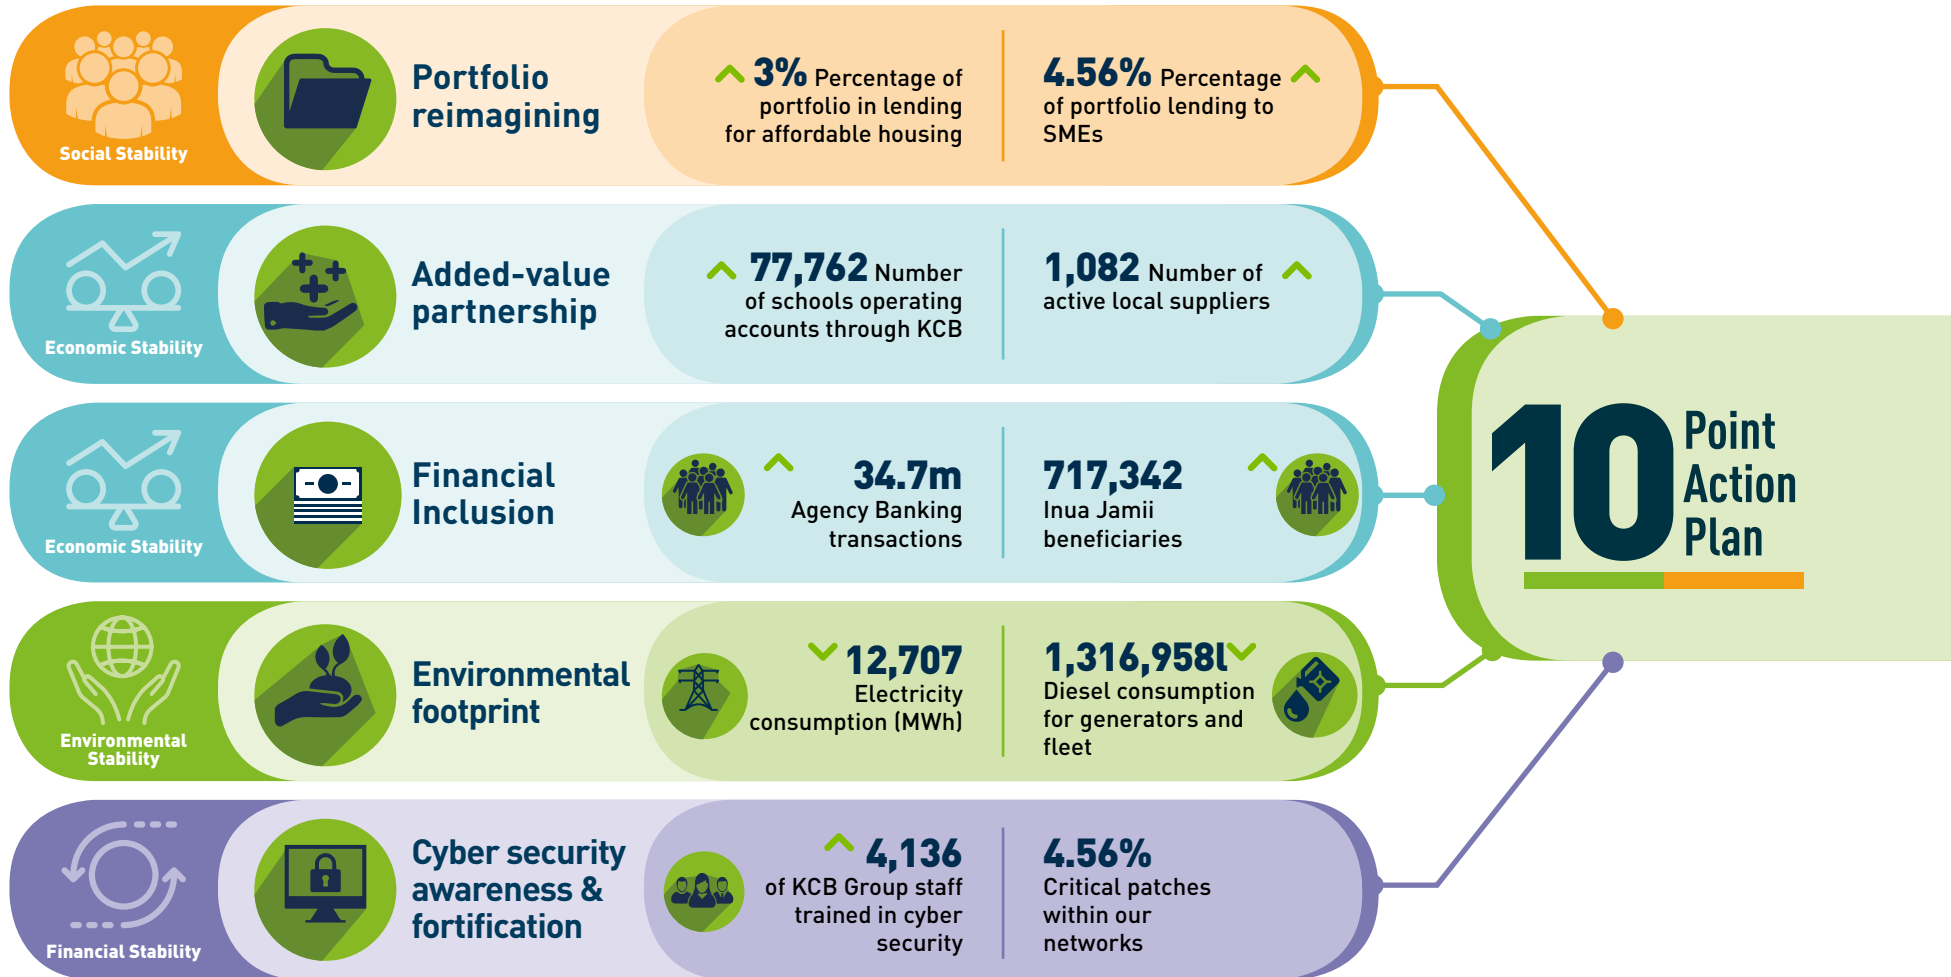 Social Stability
Portfolio
reimagining
3% Percentage of
portfolio in lending
for affordable housing
4.56% Percentage
of portfolio lending to
SMEs
Economic Stability
Added-value
partnership
77,762 Number
of schools operating
accounts through KCB
1,082 Number of
active local suppliers
Economic Stability
Financial
Inclusion
34.7m
Agency Banking
transactions
717,342
Inua Jamii
beneficiaries
Environmental
Stability
Environmental
footprint
12,707
Electricity
consumption (MWh)
1,316,958l
Diesel consumption
for generators and
fleet
Financial Stability
Cyber security
awareness &
fortification
4,136
of KCB Group staff
trained in cyber
security
4.56%
Critical patches
within our
networks
10
Point
Action
Plan